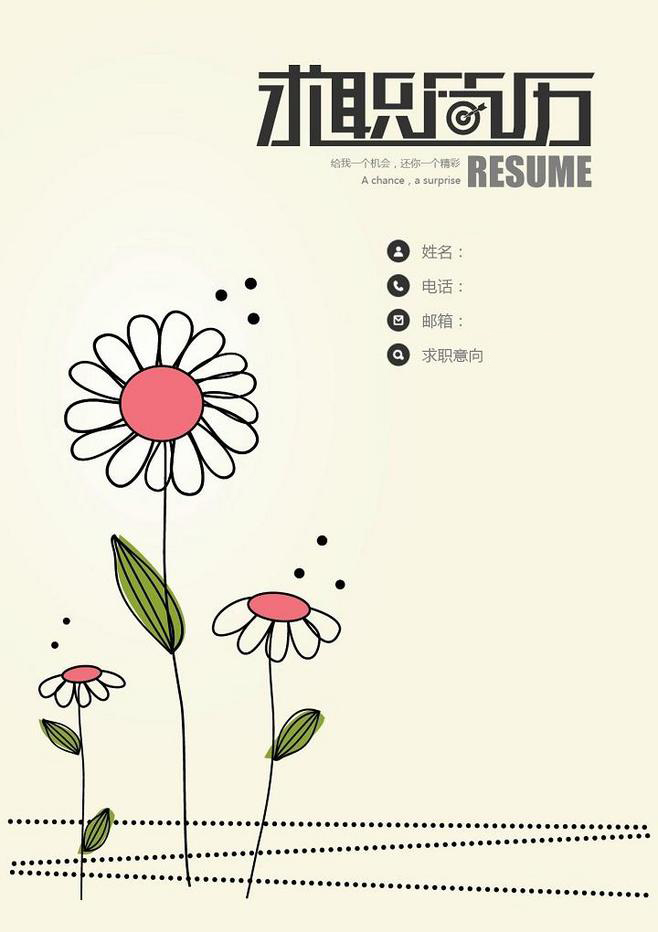 求职简历
给我一个机会，还你一个精彩
A chance , a surprise
RESUME
姓名：
电话：
邮箱：
求职意向